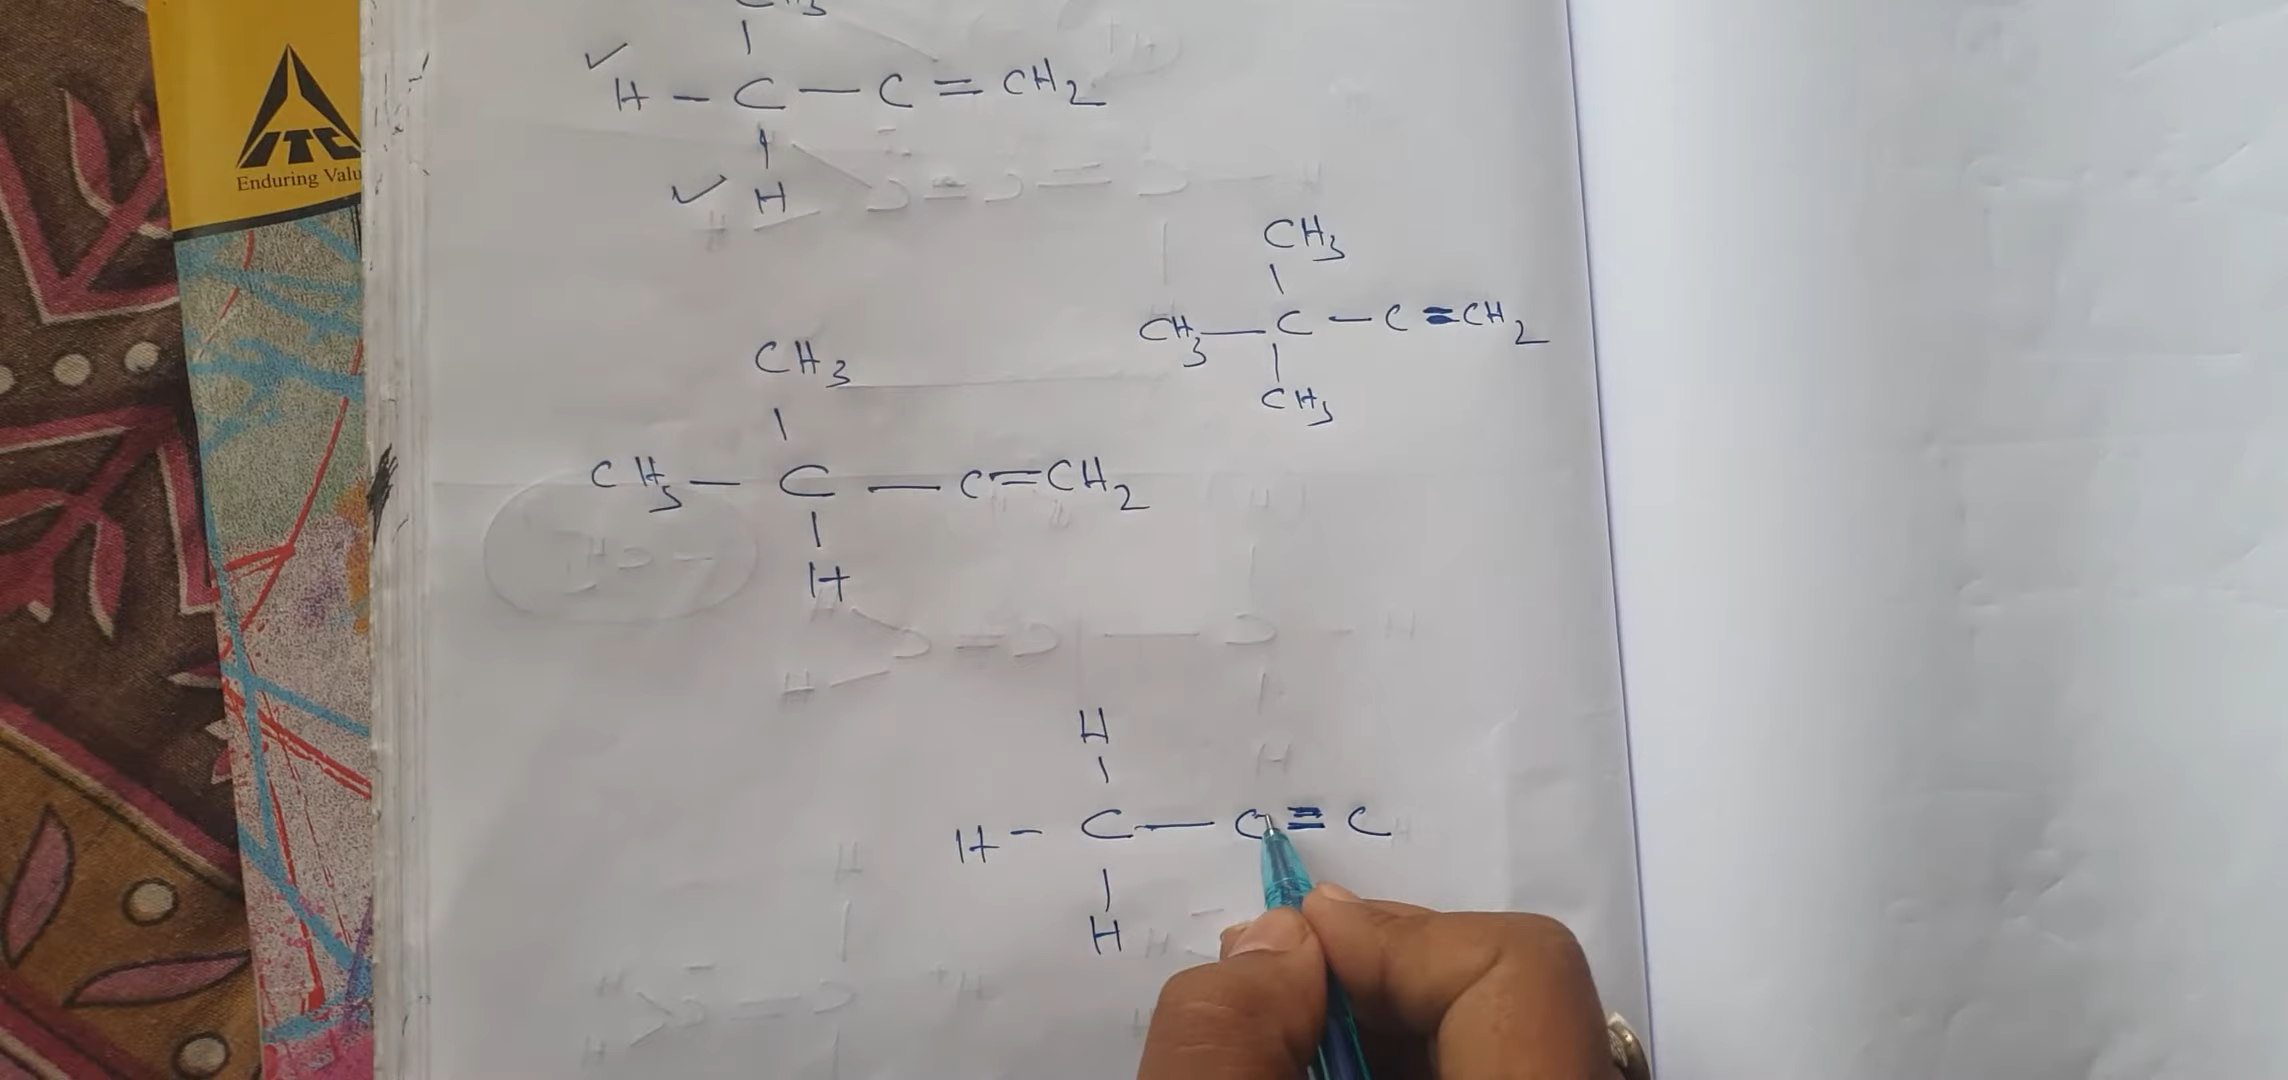 CH3
H - C - C = CH2
H
ITC
Enduring Valu
CH3
CH3 - C - C = CH2
CH3
CH3
CH3 - C - C = CH2
H
H
H - C - C ≡ C
H